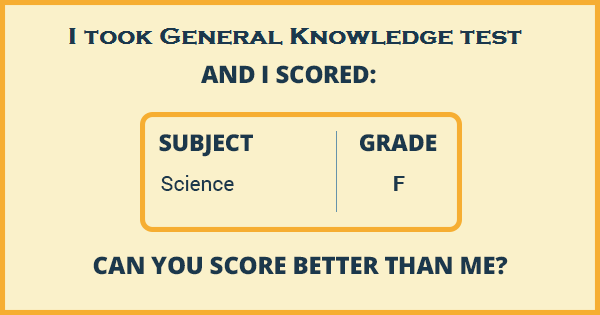 I took General Knowledge test
AND I SCORED:
SUBJECT GRADE
Science F
CAN YOU SCORE BETTER THAN ME?